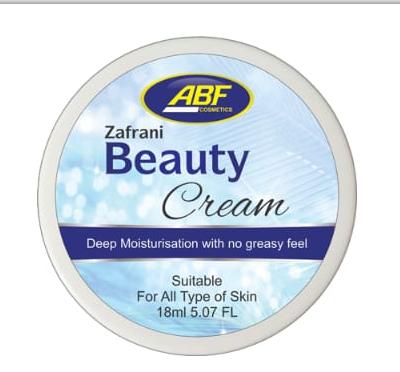 ABF
COSMETICS
Zafrani
Beauty
Cream
Deep Moisturisation with no greasy feel
Suitable
For All Type of Skin
18ml 5.07 FL